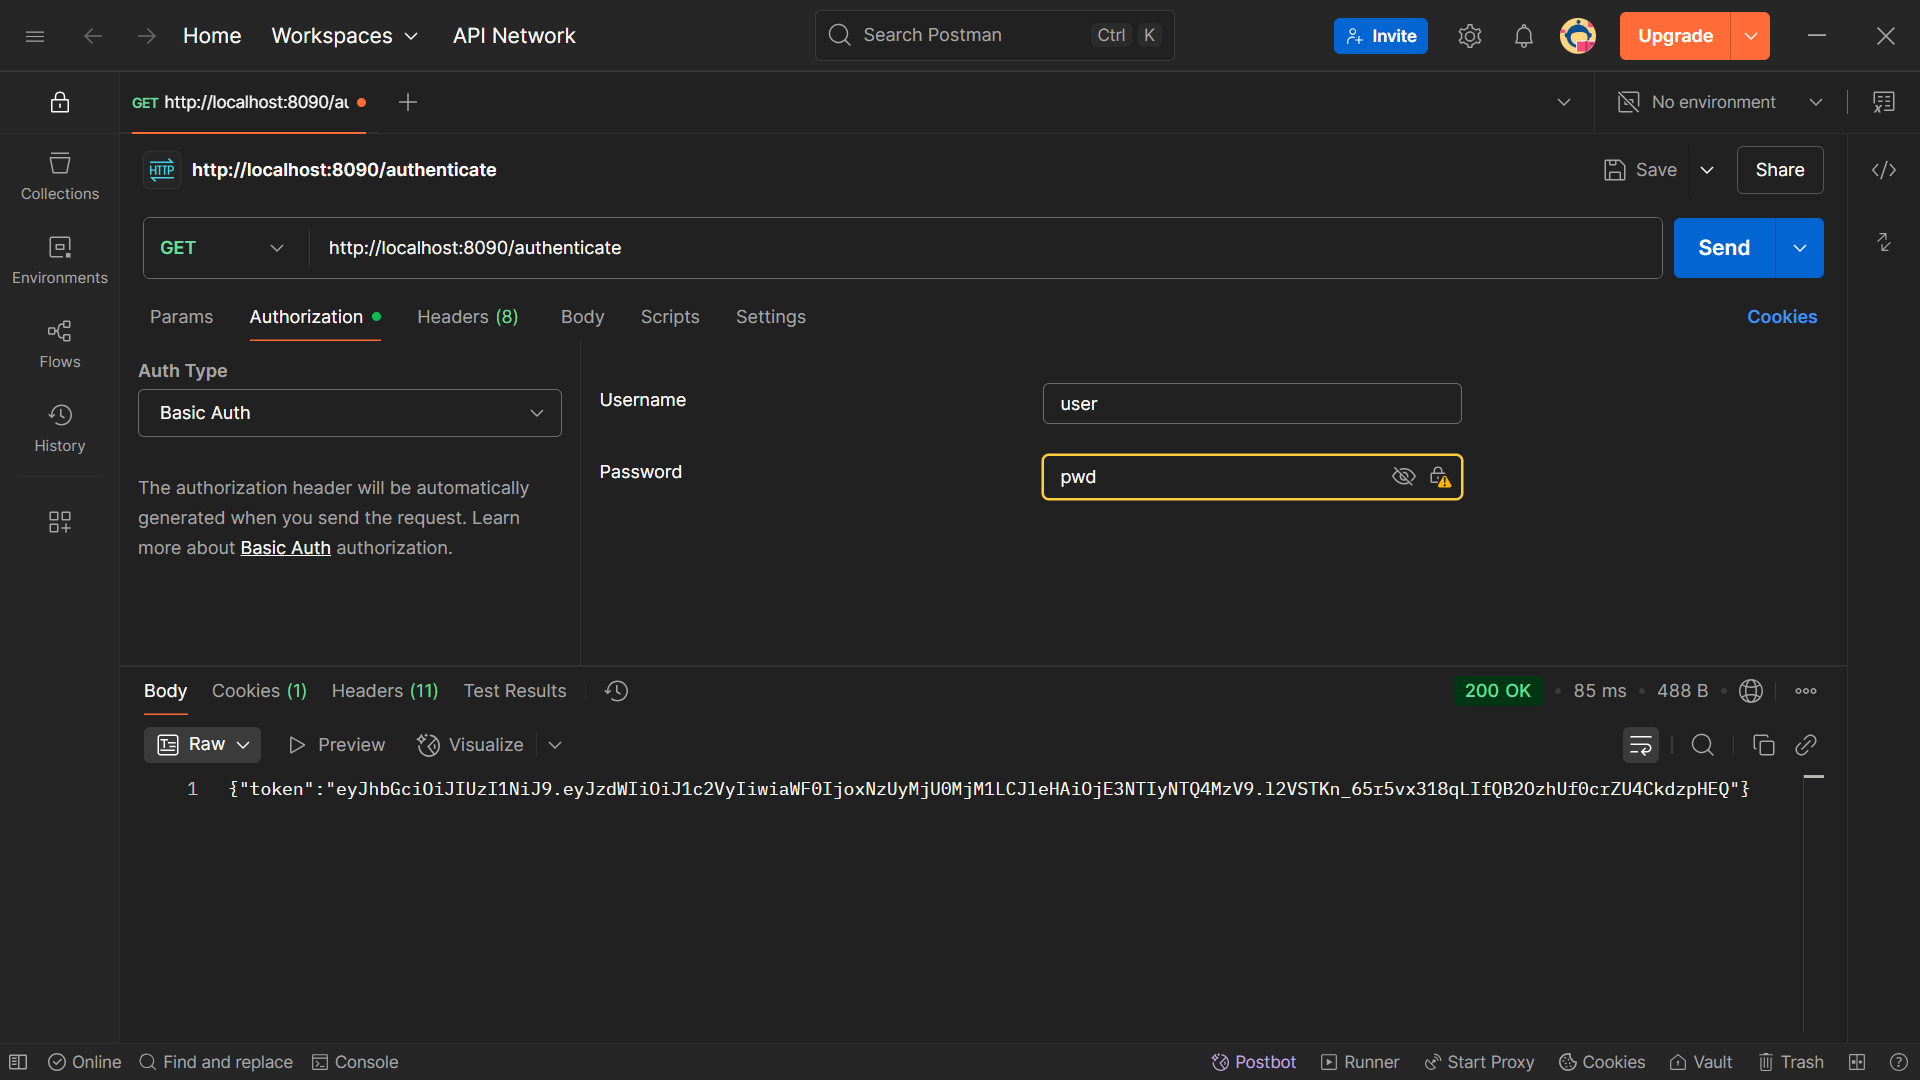 Home Workspaces API Network Search Postman Ctrl K Invite Upgrade
GET http://localhost:8090/au No environment
HTTP http://localhost:8090/authenticate Save Share
Collections
GET http://localhost:8090/authenticate Send
Environments
Params Authorization Headers (8) Body Scripts Settings Cookies
Flows
Auth Type
Username user
Basic Auth
History
Password pwd
The authorization header will be automatically
generated when you send the request. Learn
more about Basic Auth authorization.
Body Cookies (1) Headers (11) Test Results 200 OK • 85 ms • 488 B
Raw Preview Visualize
1 {"token":"eyJhbGciOiJIUzI1NiJ9.eyJzdWIiOiJ1c2VyIiwiaWF0IjoxNzUyMjU0MjM1LCJleHAiOjE3NTIyNTQ4MzV9.l2VSTKn_65r5vx318qLIfQB2OzhUf0crZU4CkdzpHEQ"}
Online Find and replace Console Postbot Runner Start Proxy Cookies Vault Trash